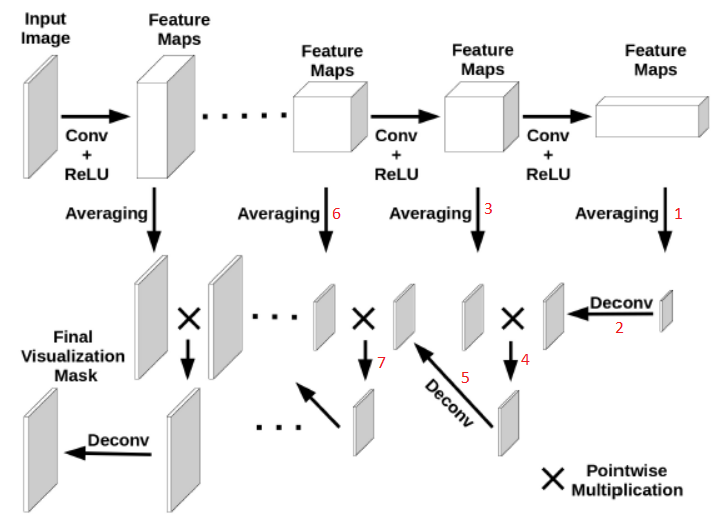 Input
Image
Feature
Maps
Feature
Maps
Feature
Maps
Feature
Maps
Conv
+
ReLU
Conv
+
ReLU
Conv
+
ReLU
Averaging
Averaging 6
Averaging 3
Averaging 1
Deconv
2
Final
Visualization
Mask
7
5
4
Deconv
Deconv
Pointwise
Multiplication